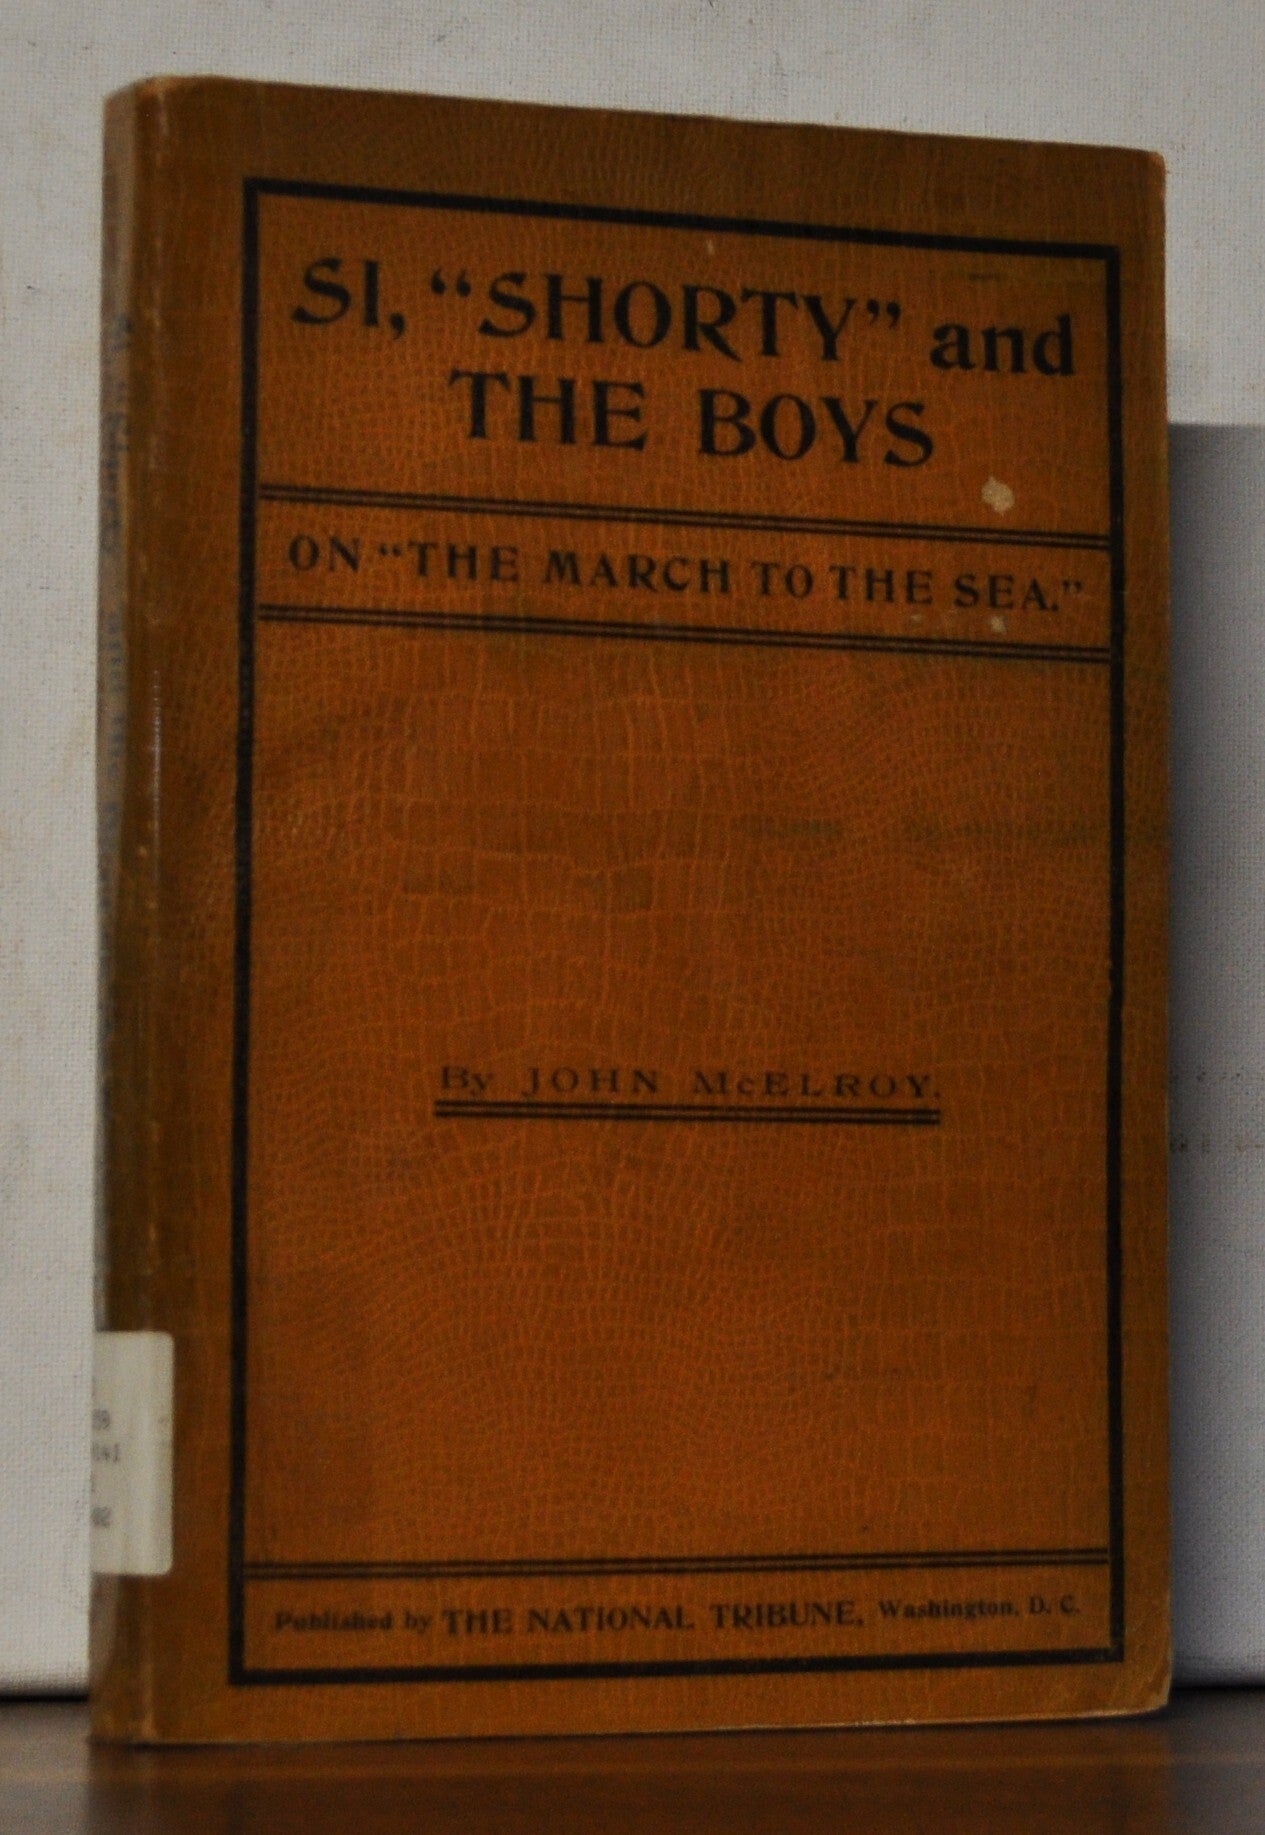 SI, "SHORTY" and
THE BOYS
ON "THE MARCH TO THE SEA."
By JOHN McELROY.
Published by THE NATIONAL TRIBUNE, Washington, D. C.